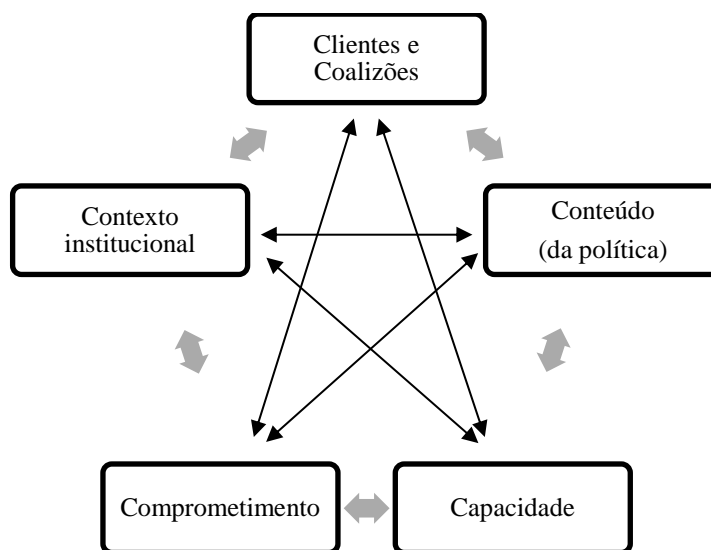 Clientes e
Coalizões
Contexto
institucional
Conteúdo
(da política)
Comprometimento
Capacidade